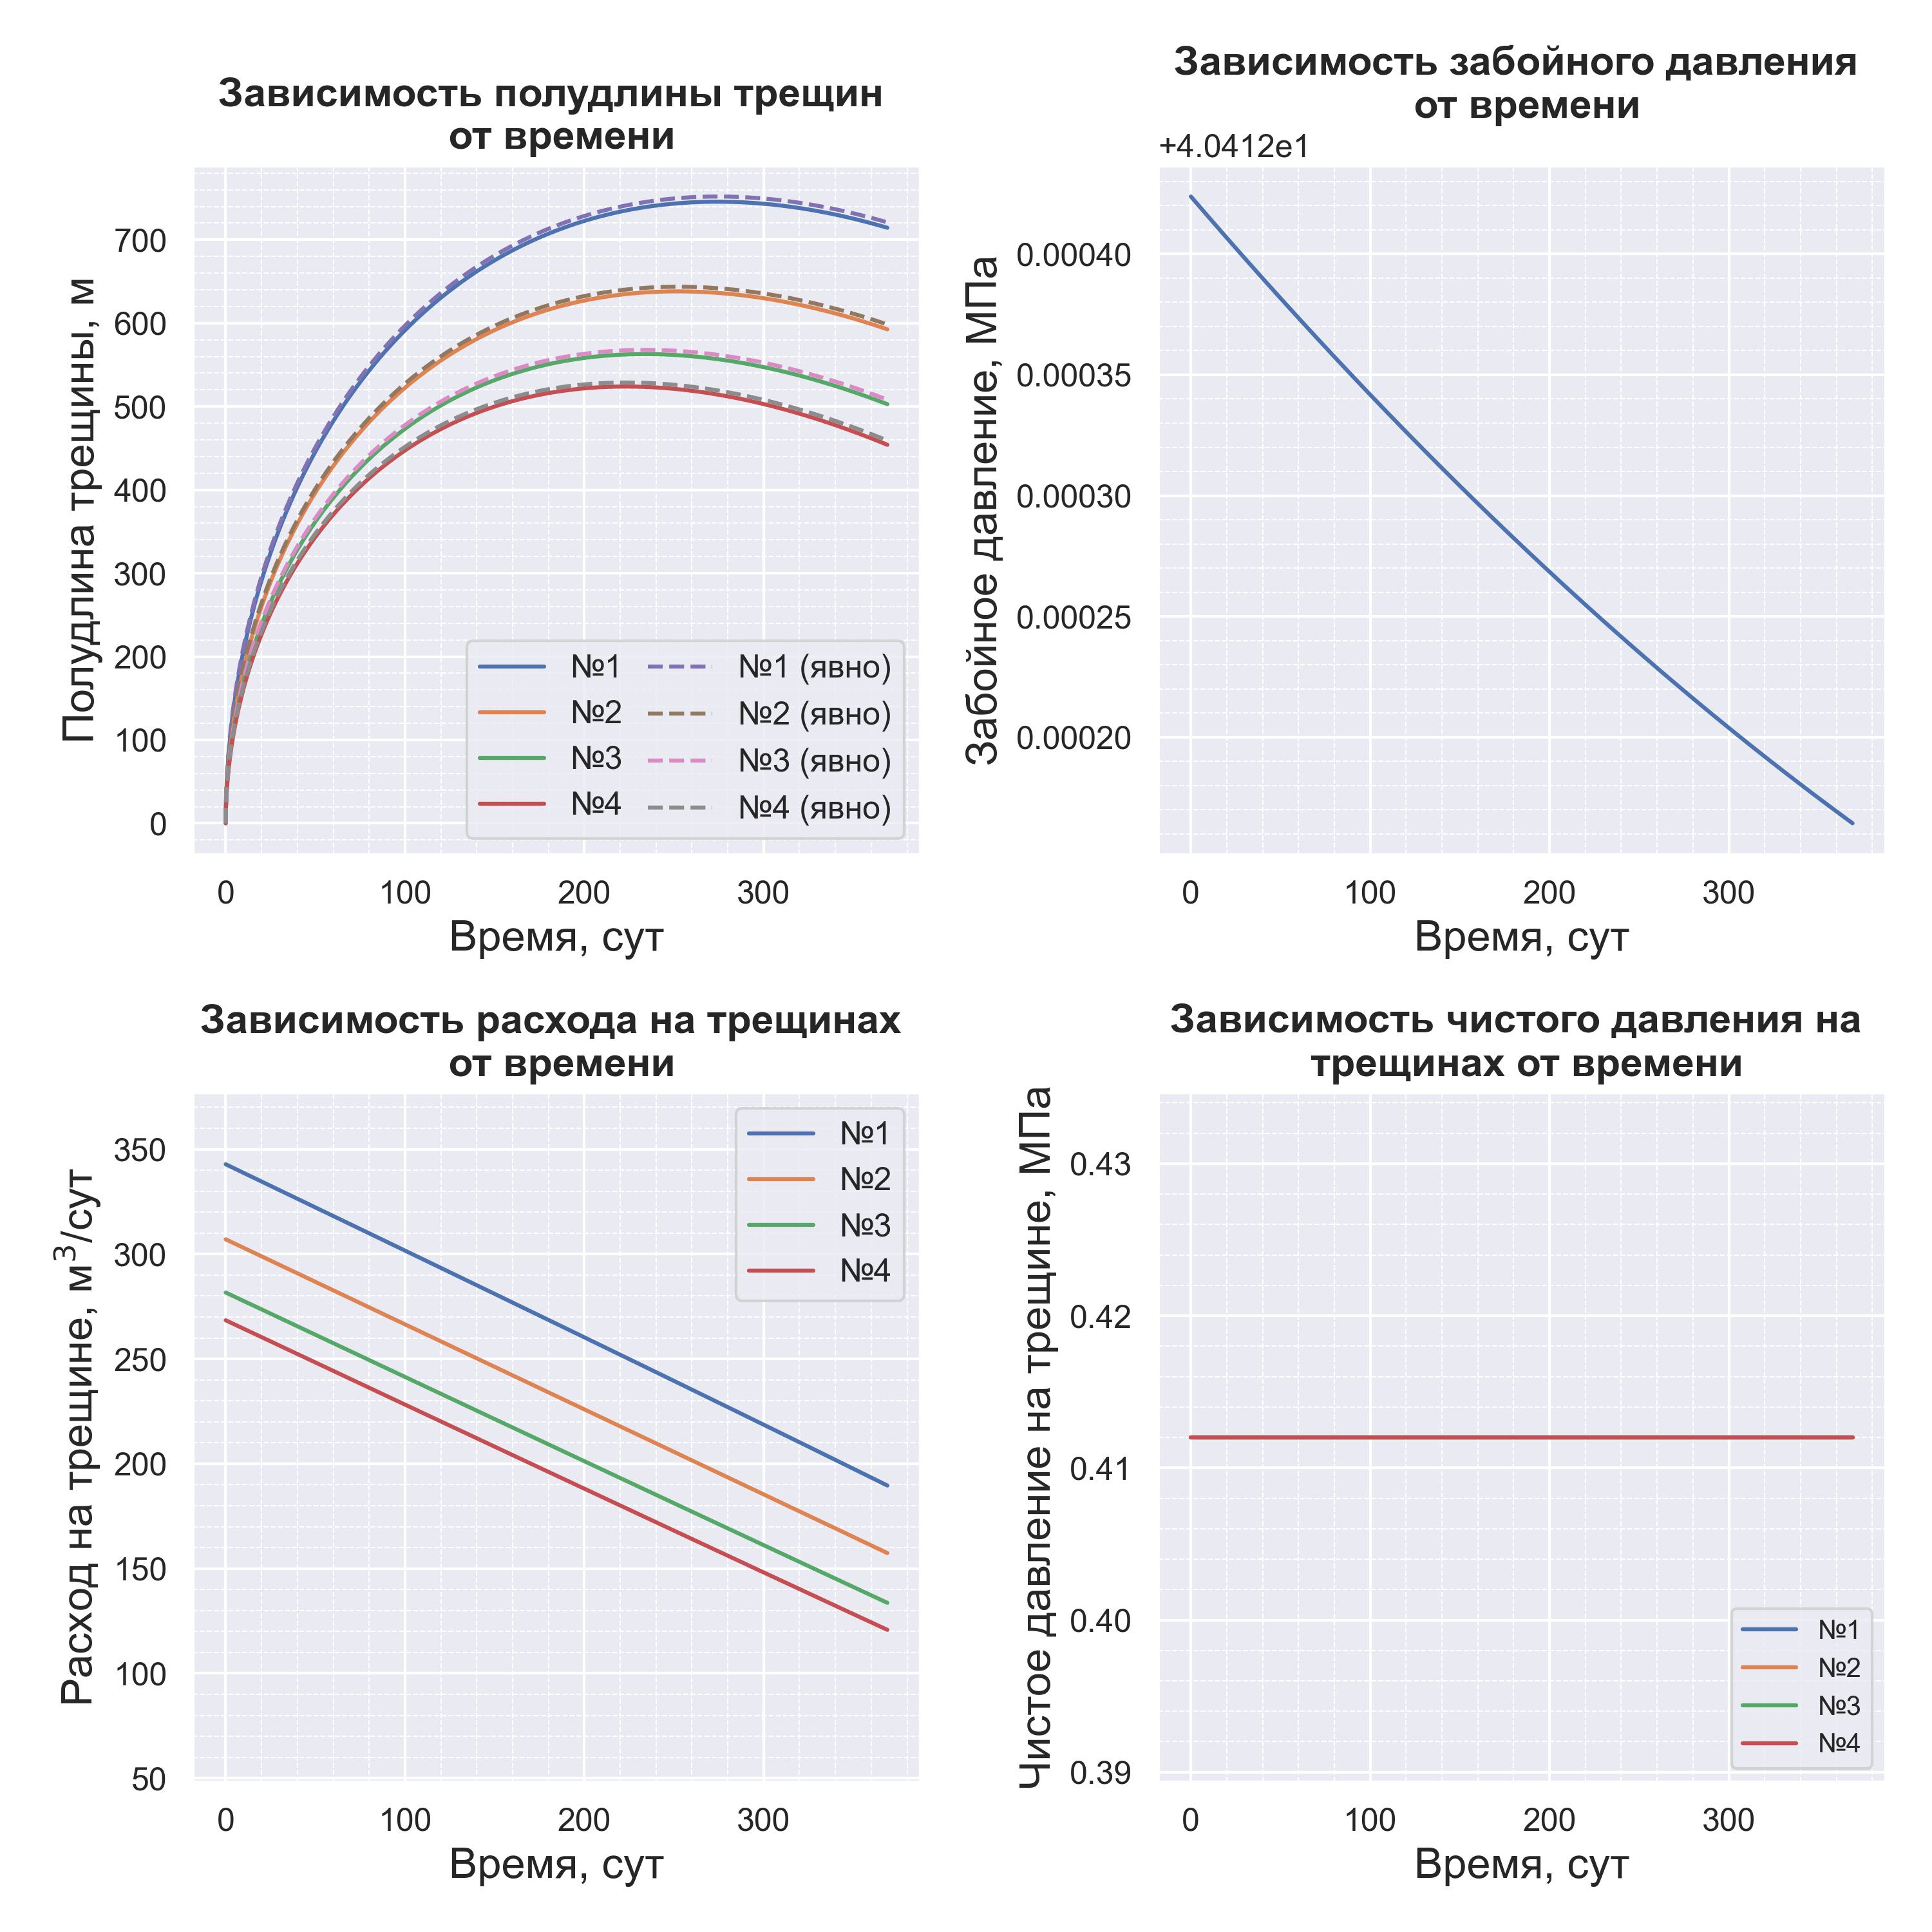 Зависимость полудлины трещин
от времени
Полудлина трещины, м
700
600
500
400
300
200
100
0
№1
№2
№3
№4
№1 (явно)
№2 (явно)
№3 (явно)
№4 (явно)
0 100 200 300
Время, сут
Зависимость забойного давления
от времени
+4.0412e1
Забойное давление, МПа
0.00040
0.00035
0.00030
0.00025
0.00020
0 100 200 300
Время, сут
Зависимость расхода на трещинах
от времени
Расход на трещине, м³/сут
350
300
250
200
150
100
50
№1
№2
№3
№4
0 100 200 300
Время, сут
Зависимость чистого давления на
трещинах от времени
Чистое давление на трещине, МПа
0.43
0.42
0.41
0.40
0.39
№1
№2
№3
№4
0 100 200 300
Время, сут